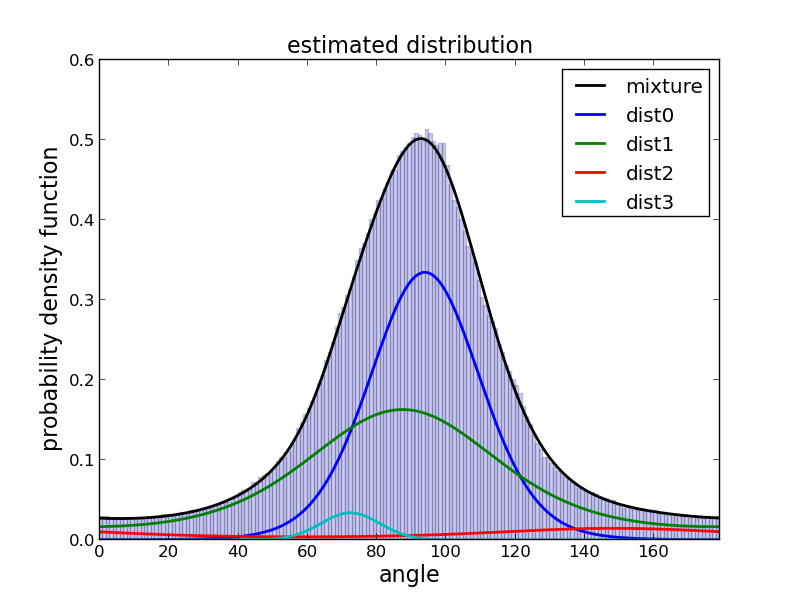 estimated distribution
probability density function
0.6
0.5
0.4
0.3
0.2
0.1
0.0
mixture
dist0
dist1
dist2
dist3
0 20 40 60 80 100 120 140 160
angle